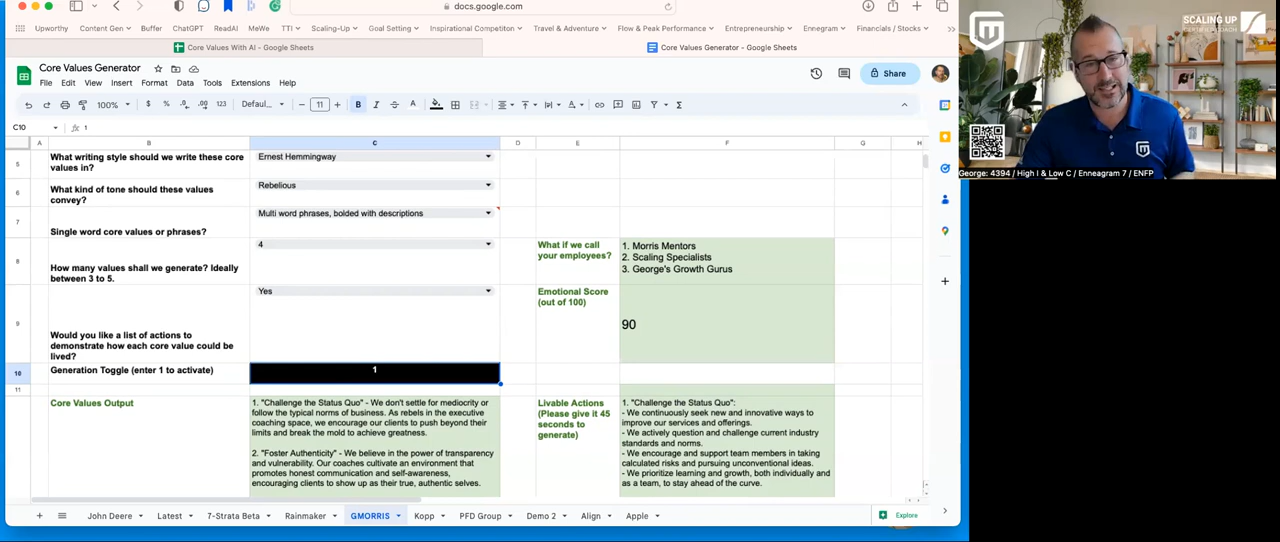 docs.google.com
Upworthy
Content Gen
Buffer
ChatGPT
ReadAI
MeWe
TTI
Scaling-Up
Goal Setting
Inspirational Competiton
Travel & Adventure
Flow & Peak Performance
Entrepreneurship
Ennegram
Financials / Stocks
Core Values With AI - Google Sheets
Core Values Generator - Google Sheets
Core Values Generator
File Edit View Insert Format Data Tools Extensions Help
Share
100% $ % .0 .00 123 Defaul... 11 B I S A
C10 fx 1
A B C D E F G H
5 What writing style should we write these core
values in?
Ernest Hemmingway
6 What kind of tone should these values
convey?
Rebelious
7 Single word core values or phrases?
Multi word phrases, bolded with descriptions
8 How many values shall we generate? Ideally
between 3 to 5.
4
What if we call
your employees?
1. Morris Mentors
2. Scaling Specialists
3. George's Growth Gurus
9 Would you like a list of actions to
demonstrate how each core value could be
lived?
Yes
Emotional Score
(out of 100)
90
10 Generation Toggle (enter 1 to activate)
1
11
Core Values Output
1. "Challenge the Status Quo" - We don't settle for mediocrity or
follow the typical norms of business. As rebels in the executive
coaching space, we encourage our clients to push beyond their
limits and break the mold to achieve greatness.
2. "Foster Authenticity" - We believe in the power of transparency
and vulnerability. Our coaches cultivate an environment that
promotes honest communication and self-awareness,
encouraging clients to show up as their true, authentic selves.
Livable Actions
(Please give it 45
seconds to
generate)
1. "Challenge the Status Quo":
- We continuously seek new and innovative ways to
improve our services and offerings.
- We actively question and challenge current industry
standards and norms.
- We encourage and support team members in taking
calculated risks and pursuing unconventional ideas.
- We prioritize learning and growth, both individually and
as a team, to stay ahead of the curve.
John Deere Latest 7-Strata Beta Rainmaker GMORRIS Kopp PFD Group Demo 2 Align Apple
Explore
SCALING UP
George: 4394 / High I & Low C / Enneagram 7 / ENFP